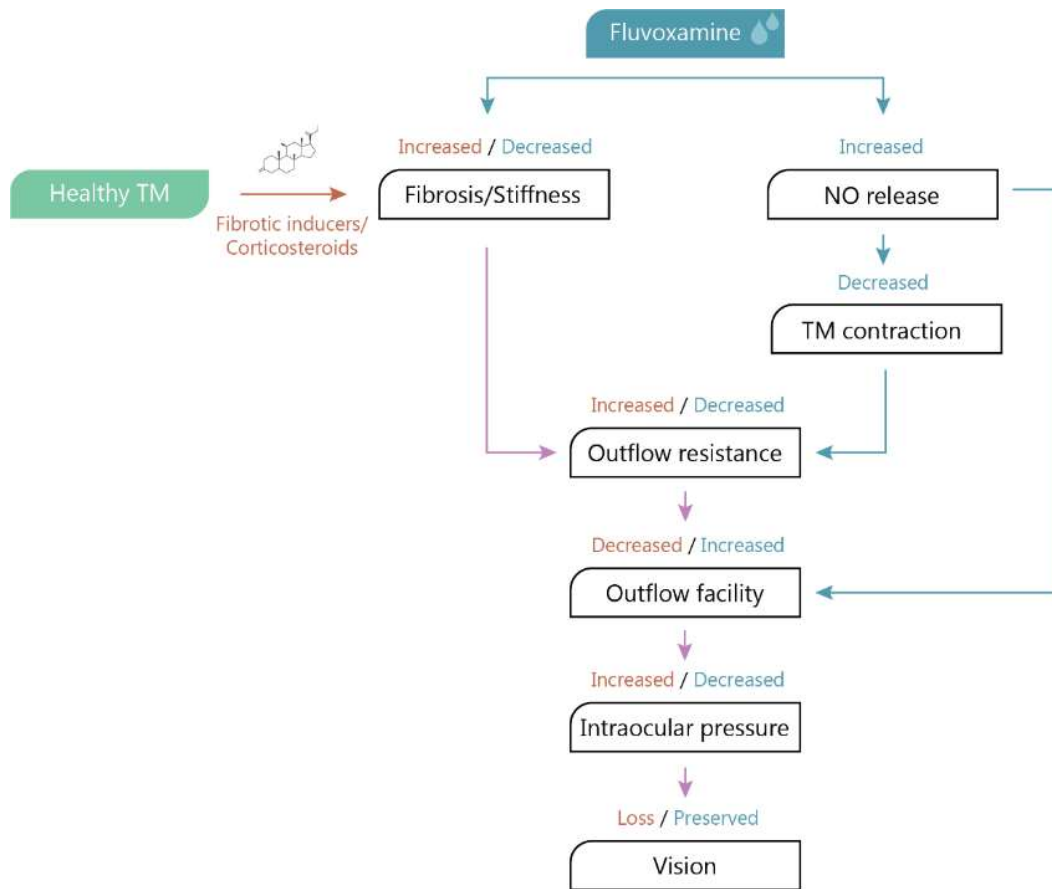 Fluvoxamine
Increased / Decreased
Increased
Healthy TM
Fibrosis/Stiffness
NO release
Fibrotic inducers/
Corticosteroids
Decreased
TM contraction
Increased / Decreased
Outflow resistance
Decreased / Increased
Outflow facility
Increased / Decreased
Intraocular pressure
Loss / Preserved
Vision